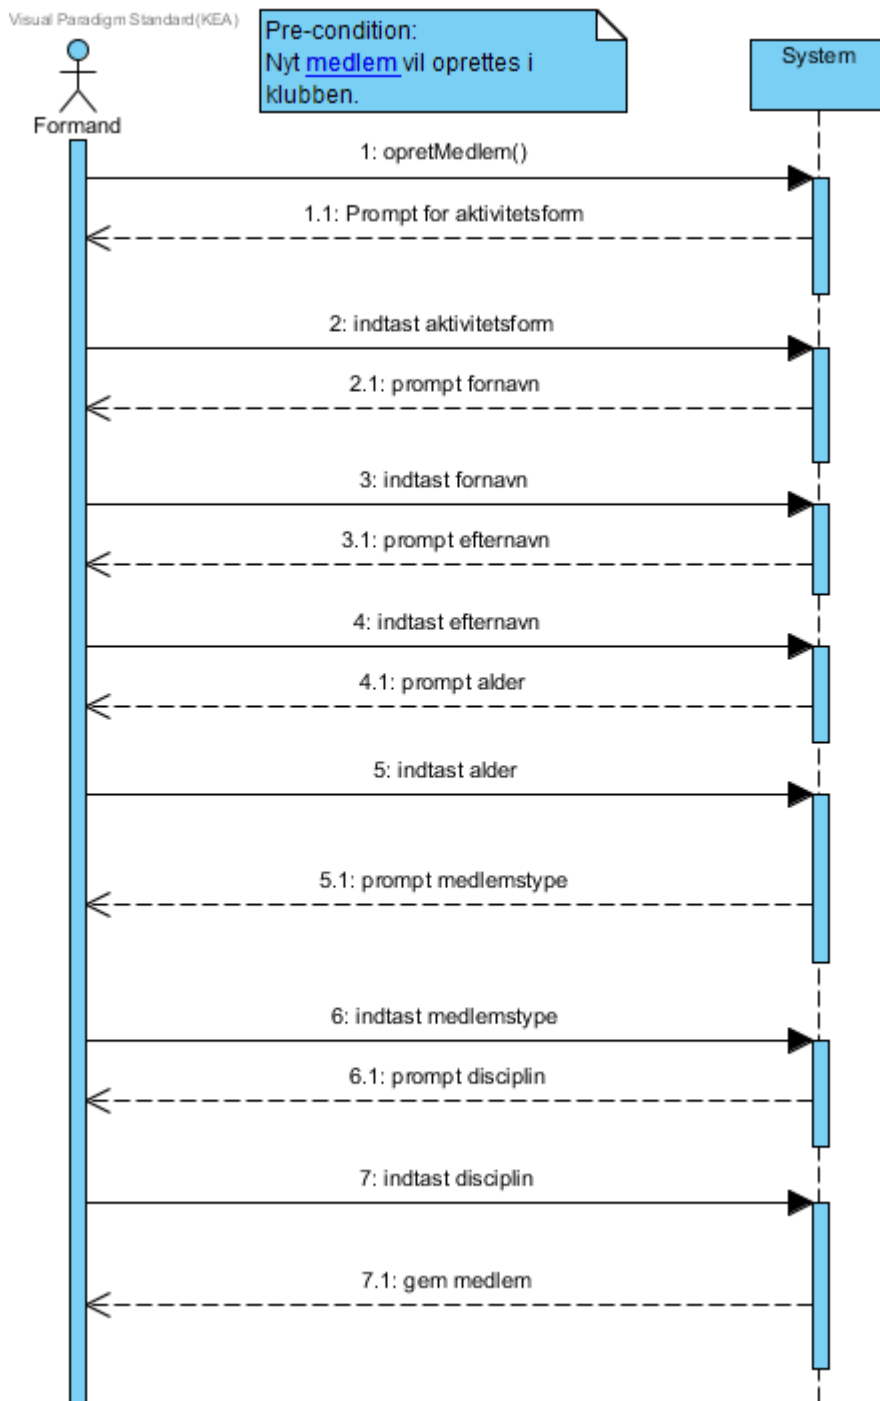 Visual Paradigm Standard(KEA)
Pre-condition:
Nyt medlem vil oprettes i
klubben.
System
Formand
1: opretMedlem()
1.1: Prompt for aktivitetsform
2: indtast aktivitetsform
2.1: prompt fornavn
3: indtast fornavn
3.1: prompt efternavn
4: indtast efternavn
4.1: prompt alder
5: indtast alder
5.1: prompt medlemstype
6: indtast medlemstype
6.1: prompt disciplin
7: indtast disciplin
7.1: gem medlem